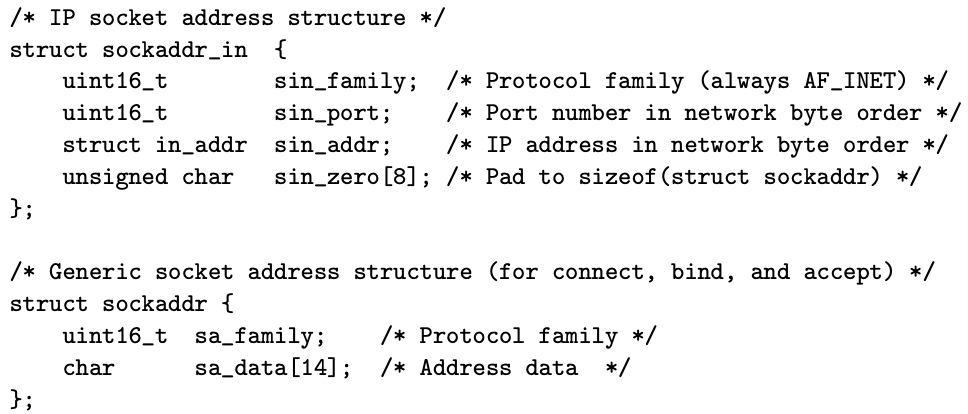 /* IP socket address structure */
struct sockaddr_in  {
    uint16_t        sin_family;  /* Protocol family (always AF_INET) */
    uint16_t        sin_port;    /* Port number in network byte order */
    struct in_addr  sin_addr;    /* IP address in network byte order */
    unsigned char   sin_zero[8]; /* Pad to sizeof(struct sockaddr) */
};

/* Generic socket address structure (for connect, bind, and accept) */
struct sockaddr {
    uint16_t  sa_family;    /* Protocol family */
    char      sa_data[14];  /* Address data  */
};